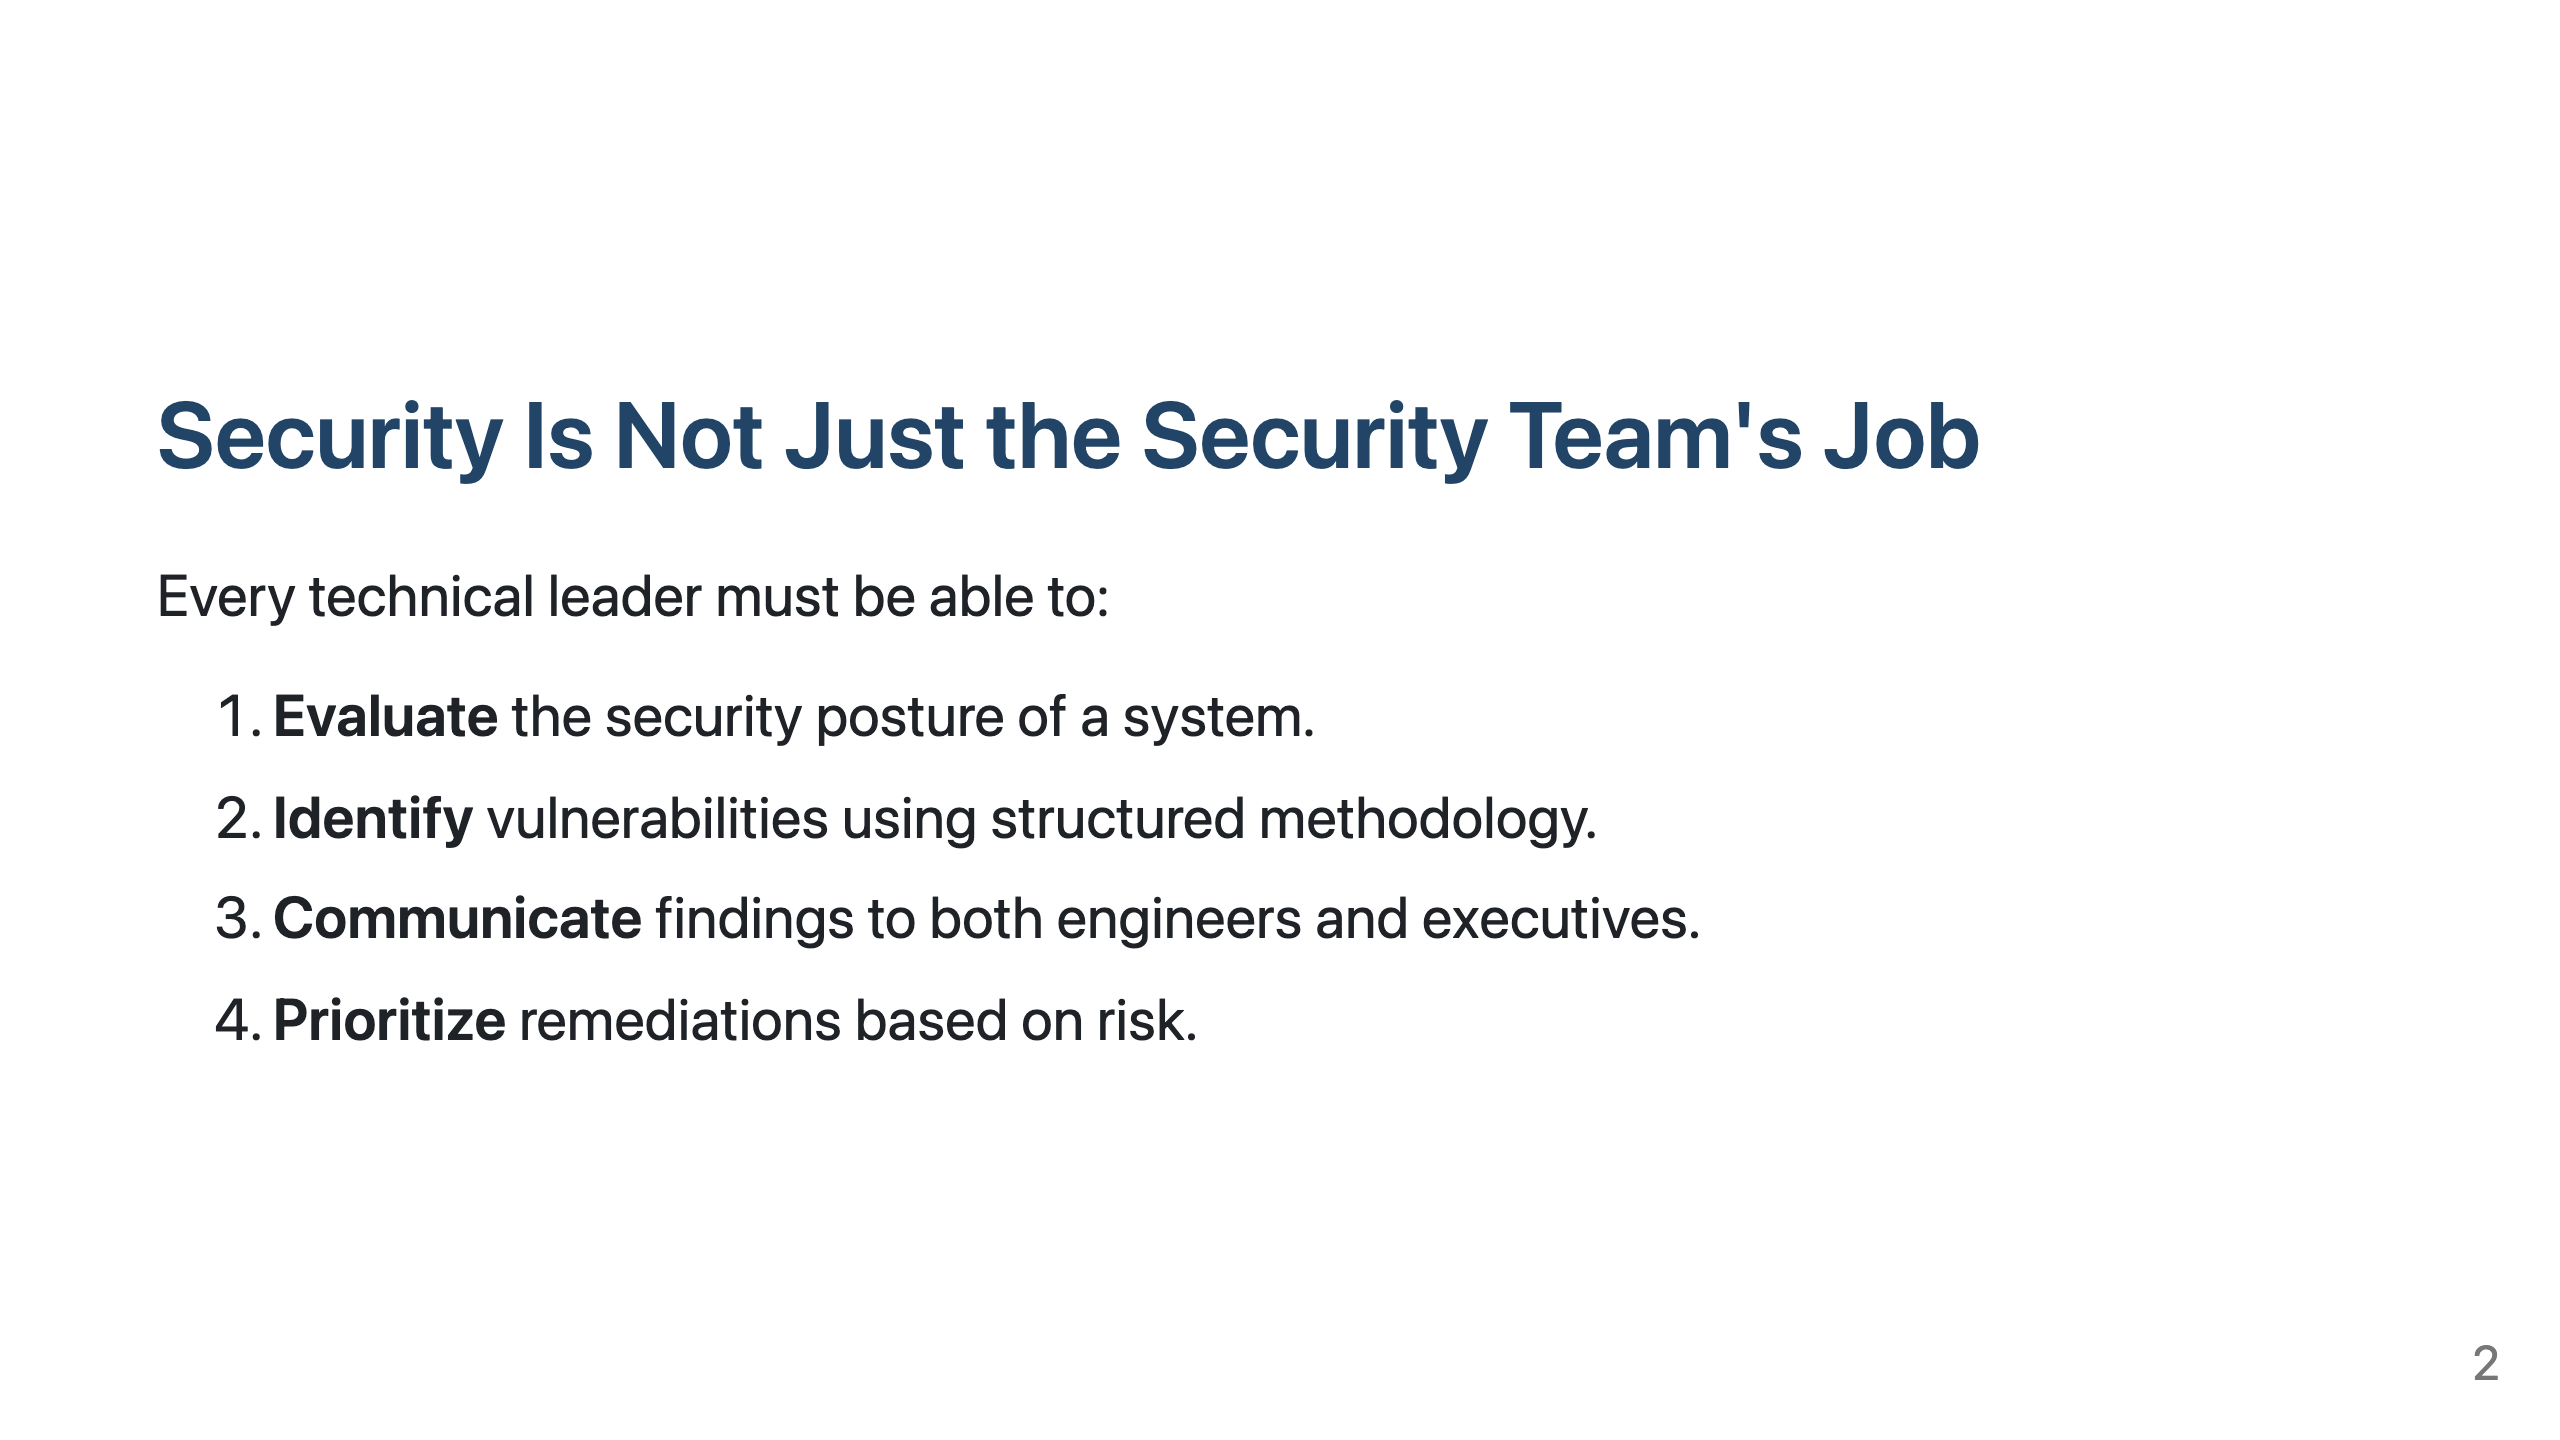 Security Is Not Just the Security Team's Job
Every technical leader must be able to:
1. Evaluate the security posture of a system.
2. Identify vulnerabilities using structured methodology.
3. Communicate findings to both engineers and executives.
4. Prioritize remediations based on risk.
2